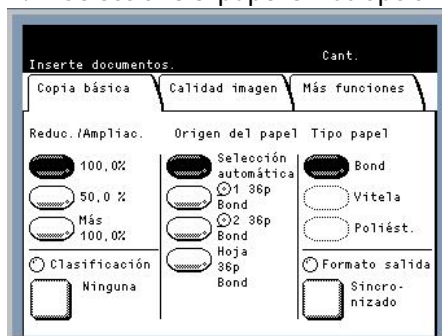 Inserte documentos.
Cant.
Copia básica
Calidad imagen
Más funciones
Reduc./Ampliac.
100,0%
50,0 %
Más
100,0%
Clasificación
Ninguna
Origen del papel
Selección
automática
1 36p
Bond
2 36p
Bond
Hoja
36p
Bond
Tipo papel
Bond
Vitela
Poliést.
Formato salida
Sincro-
nizado